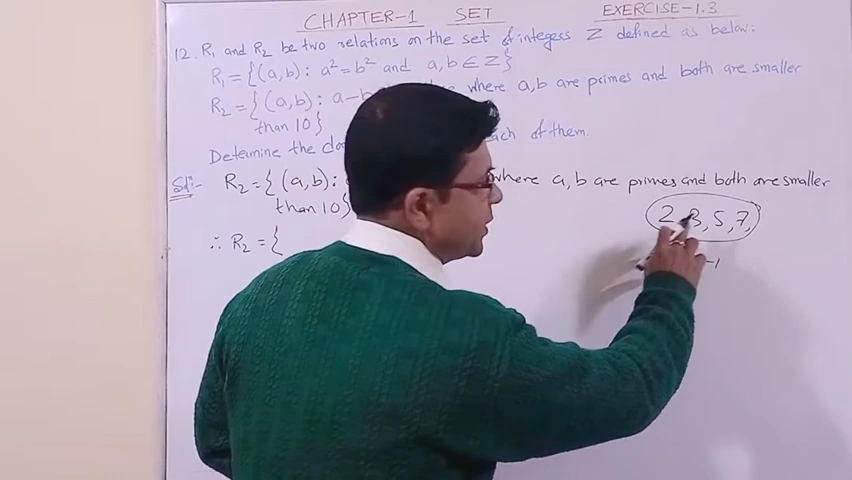 CHAPTER-1 SET EXERCISE-1.3
12. R₁ and R₂ be two relations on the set of integess Z defined as below:
R₁ = {(a,b): a² = b² and a,b ∈ Z}
R₂ = {(a,b): a-b where a,b are primes and both are smaller
than 10}
Determine the each of them.
Sol:- R₂ = {(a,b): where a,b are primes and both are smaller
than 10}
2, 3, 5, 7,
∴ R₂ = {